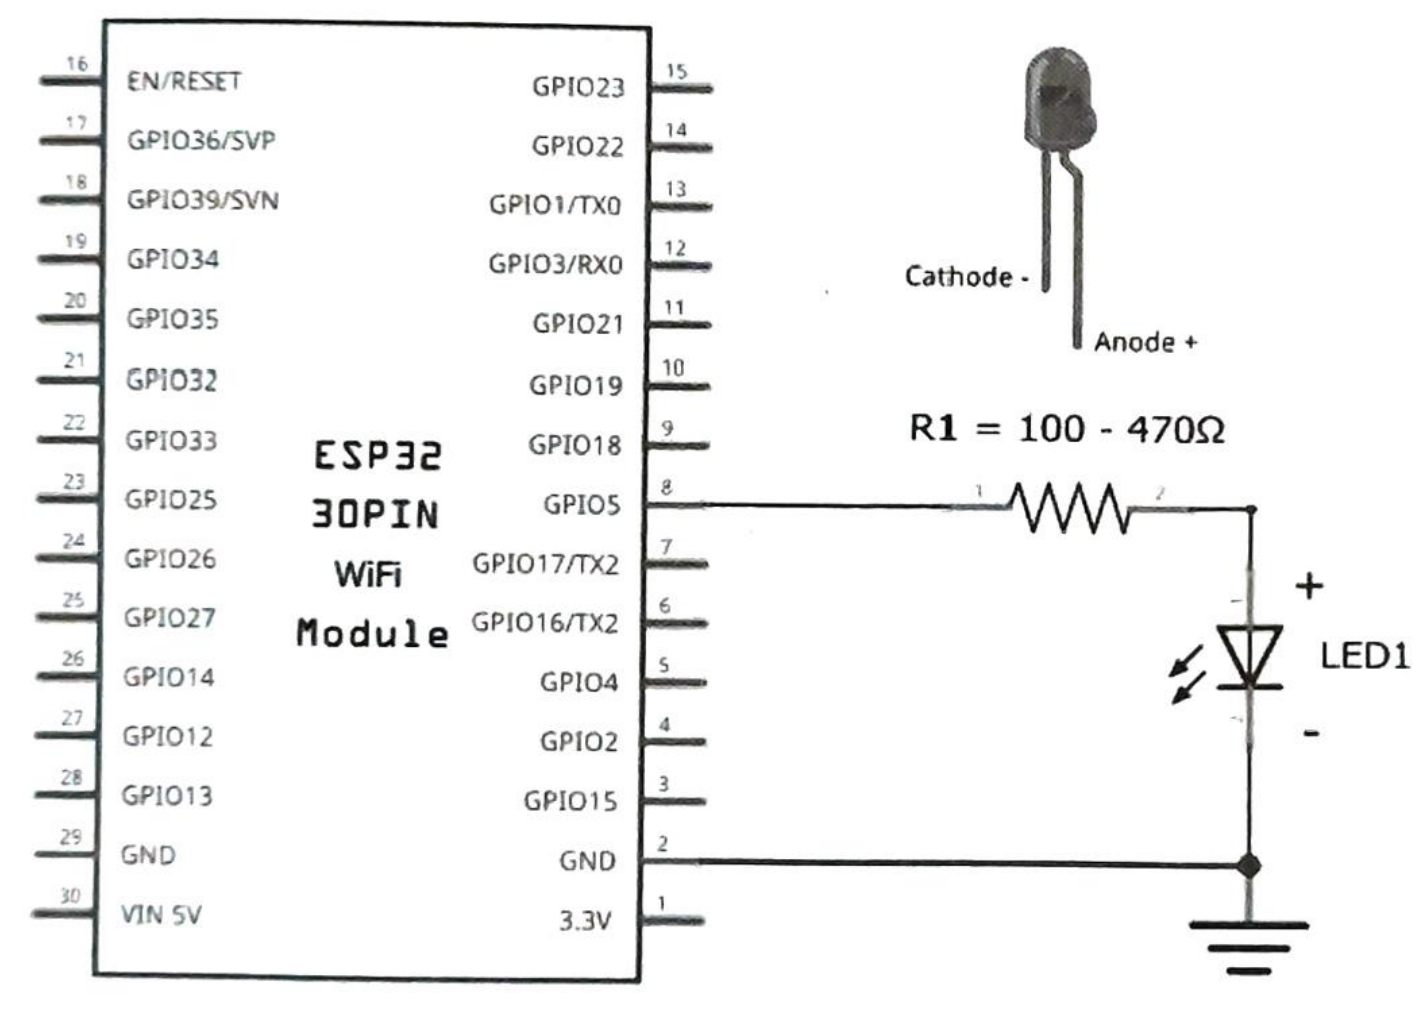 16 EN/RESET
17 GPIO36/SVP
18 GPIO39/SVN
19 GPIO34
20 GPIO35
21 GPIO32
22 GPIO33
23 GPIO25
24 GPIO26
25 GPIO27
26 GPIO14
27 GPIO12
28 GPIO13
29 GND
30 VIN 5V
ESP32
30PIN
WiFi
Module
GPIO23 15
GPIO22 14
GPIO1/TX0 13
GPIO3/RX0 12
GPIO21 11
GPIO19 10
GPIO18 9
GPIO5 8
GPIO17/TX2 7
GPIO16/TX2 6
GPIO4 5
GPIO2 4
GPIO15 3
GND 2
3.3V 1
Cathode -
Anode +
R1 = 100 - 470Ω
1 2
1
+
LED1
2
-